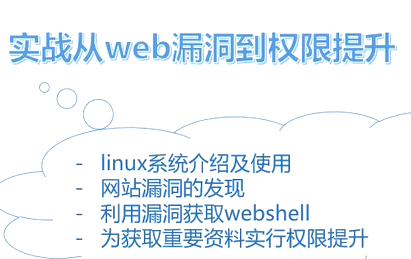 实战从web漏洞到权限提升
- linux系统介绍及使用
- 网站漏洞的发现
- 利用漏洞获取webshell
- 为获取重要资料实行权限提升